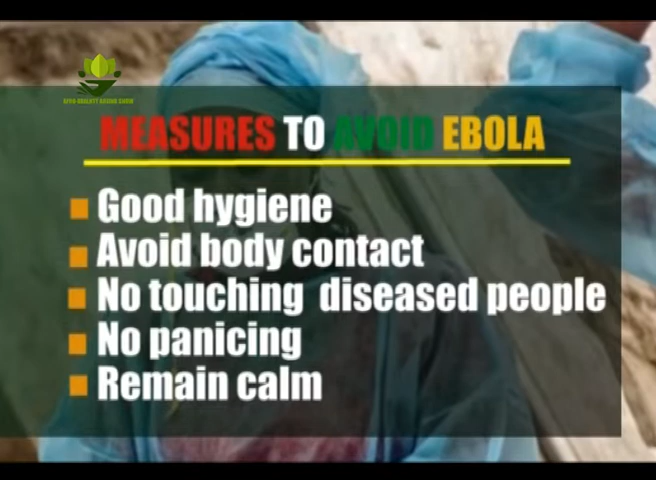 MEASURES TO AVOID EBOLA
Good hygiene
Avoid body contact
No touching diseased people
No panicing
Remain calm